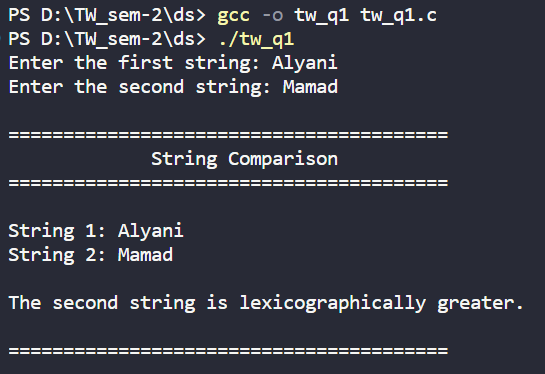 PS D:\TW_sem-2\ds> gcc -o tw_q1 tw_q1.c
PS D:\TW_sem-2\ds> ./tw_q1
Enter the first string: Alyani
Enter the second string: Mamad
========================================
String Comparison
========================================
String 1: Alyani
String 2: Mamad
The second string is lexicographically greater.
========================================